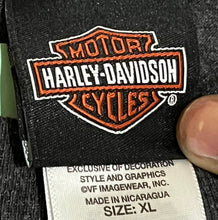 MOTOR
HARLEY-DAVIDSON
CYCLES
®
EXCLUSIVE OF DECORATION
STYLE AND GRAPHICS
©VF IMAGEWEAR, INC.
MADE IN NICARAGUA
SIZE: XL